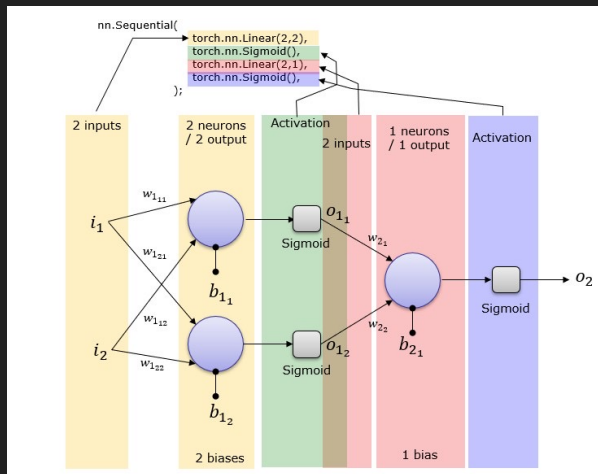 nn.Sequential(
torch.nn.Linear(2,2),
torch.nn.Sigmoid(),
torch.nn.Linear(2,1),
torch.nn.Sigmoid(),
);
2 inputs
2 neurons
/ 2 output
Activation
2 inputs
1 neurons
/ 1 output
Activation
i₁
w₁₁₁
w₁₂₁
w₁₁₂
w₁₂₂
i₂
b₁₁
b₁₂
Sigmoid
o₁₁
Sigmoid
o₁₂
w₂₁
w₂₂
b₂₁
Sigmoid
o₂
2 biases
1 bias